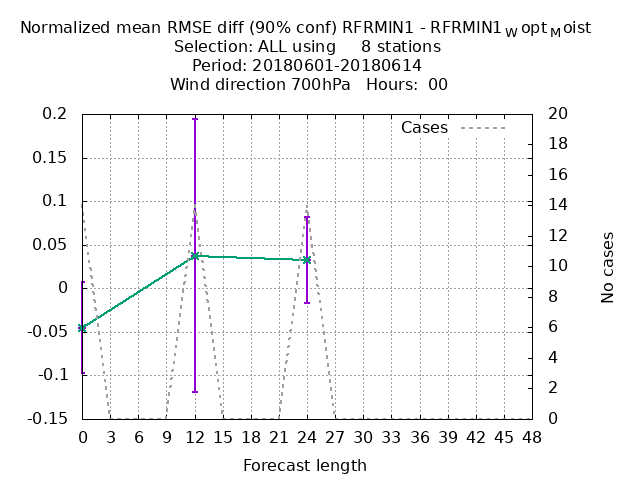 Normalized mean RMSE diff (90% conf) RFRMIN1 - RFRMIN1WoptMoist
Selection: ALL using 8 stations
Period: 20180601-20180614
Wind direction 700hPa Hours: 00
Cases
0.2
0.15
0.1
0.05
0
-0.05
-0.1
-0.15
20
18
16
14
12
10
8
6
4
2
0
No cases
0 3 6 9 12 15 18 21 24 27 30 33 36 39 42 45 48
Forecast length